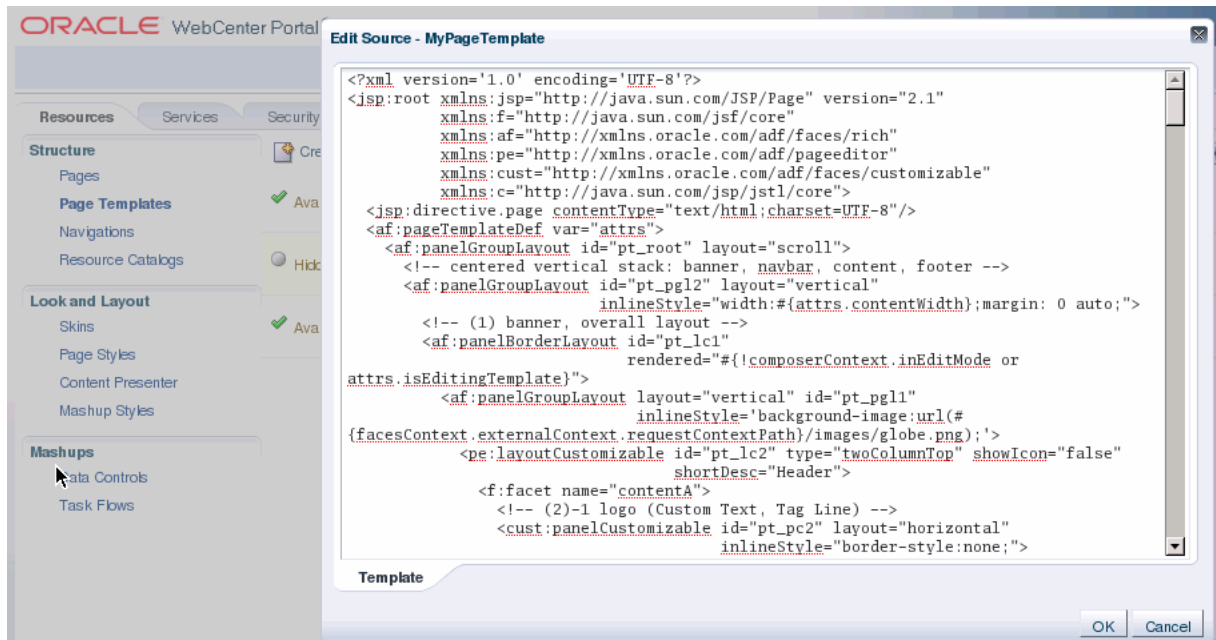 ORACLE WebCenter Portal
Resources Services Security
Structure
Pages
Page Templates
Navigations
Resource Catalogs
Look and Layout
Skins
Page Styles
Content Presenter
Mashup Styles
Mashups
Data Controls
Task Flows
Cre
Ava
Hidd
Ava
Edit Source - MyPageTemplate
<?xml version='1.0' encoding='UTF-8'?>
<jsp:root xmlns:jsp="http://java.sun.com/JSP/Page" version="2.1"
xmlns:f="http://java.sun.com/jsf/core"
xmlns:af="http://xmlns.oracle.com/adf/faces/rich"
xmlns:pe="http://xmlns.oracle.com/adf/pageeditor"
xmlns:cust="http://xmlns.oracle.com/adf/faces/customizable"
xmlns:c="http://java.sun.com/jsp/jstl/core">
<jsp:directive.page contentType="text/html;charset=UTF-8"/>
<af:pageTemplateDef var="attrs">
<af:panelGroupLayout id="pt_root" layout="scroll">
<!-- centered vertical stack: banner, navbar, content, footer -->
<af:panelGroupLayout id="pt_pgl2" layout="vertical"
inlineStyle="width:#{attrs.contentWidth};margin: 0 auto;">
<!-- (1) banner, overall layout -->
<af:panelBorderLayout id="pt_lc1"
rendered="#{!composerContext.inEditMode or
attrs.isEditingTemplate}">
<af:panelGroupLayout layout="vertical" id="pt_pgl1"
inlineStyle='background-image:url(#
{facesContext.externalContext.requestContextPath}/images/globe.png);'>
<pe:layoutCustomizable id="pt_lc2" type="twoColumnTop" showIcon="false"
shortDesc="Header">
<f:facet name="contentA">
<!-- (2)-1 logo (Custom Text, Tag Line) -->
<cust:panelCustomizable id="pt_pc2" layout="horizontal"
inlineStyle="border-style:none;">
Template
OK Cancel